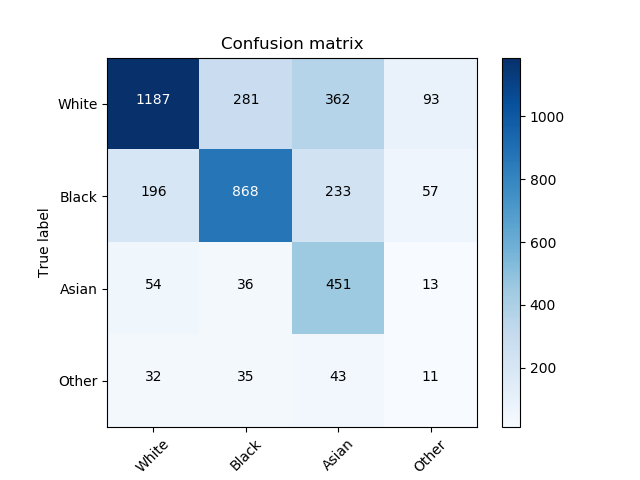 Confusion matrix
True label
White 1187 281 362 93
Black 196 868 233 57
Asian 54 36 451 13
Other 32 35 43 11
White Black Asian Other
1000
800
600
400
200